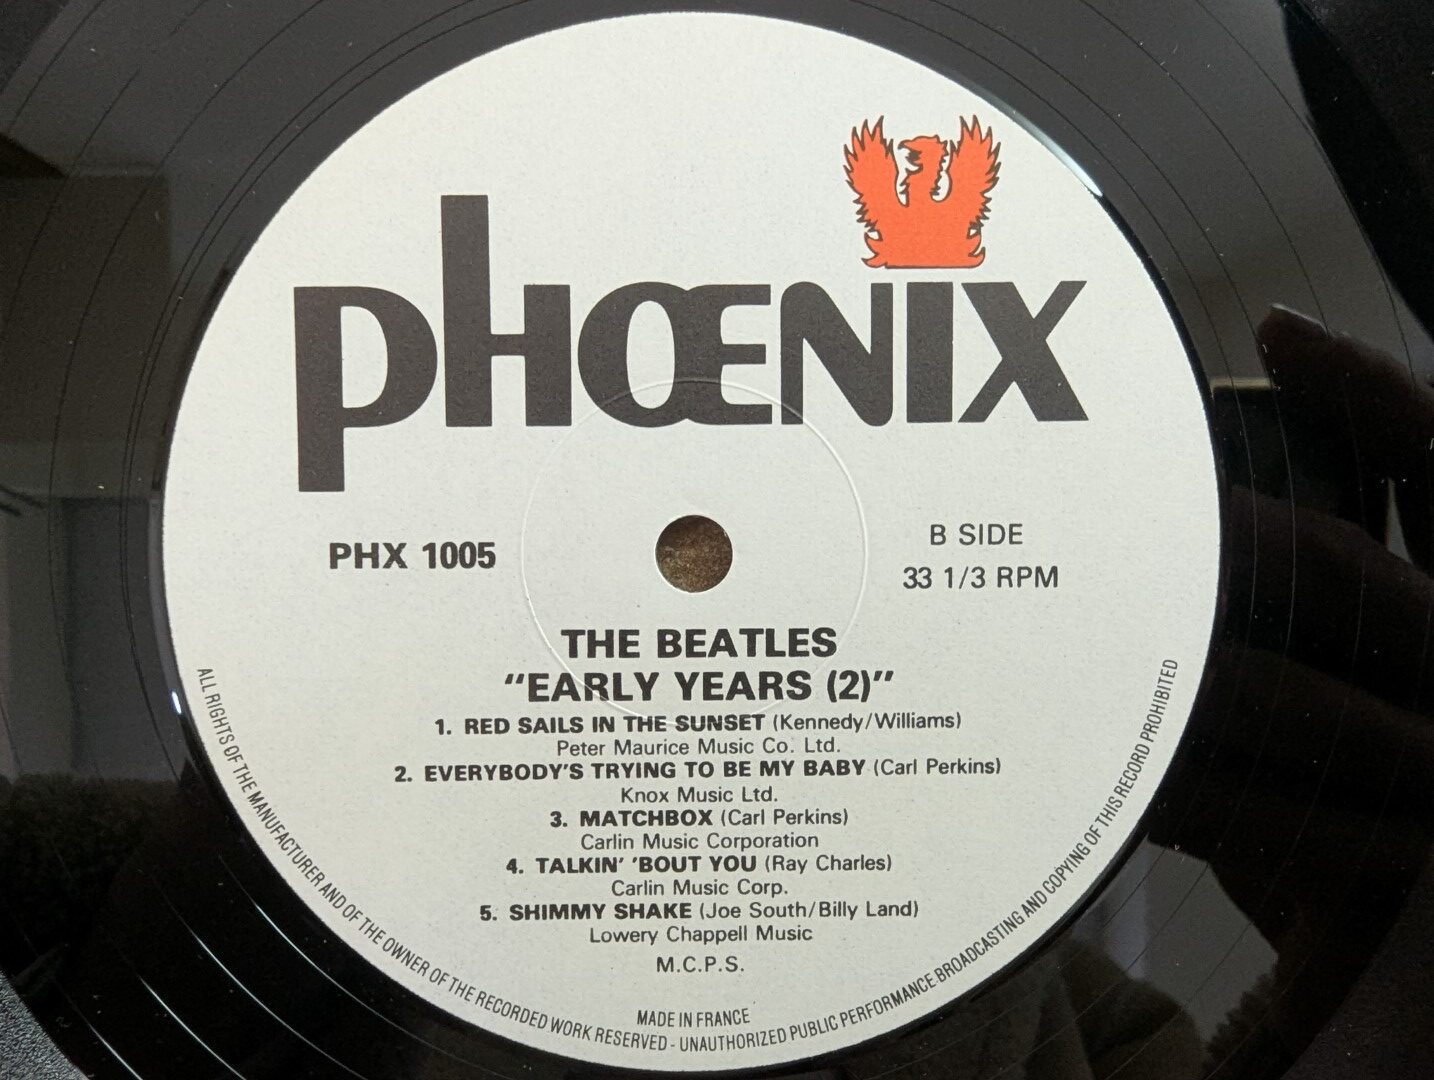 PHŒNIX
PHX 1005
B SIDE
33 1/3 RPM
THE BEATLES
“EARLY YEARS (2)”
1. RED SAILS IN THE SUNSET (Kennedy/Williams)
Peter Maurice Music Co. Ltd.
2. EVERYBODY'S TRYING TO BE MY BABY (Carl Perkins)
Knox Music Ltd.
3. MATCHBOX (Carl Perkins)
Carlin Music Corporation
4. TALKIN' 'BOUT YOU (Ray Charles)
Carlin Music Corp.
5. SHIMMY SHAKE (Joe South/Billy Land)
Lowery Chappell Music
M.C.P.S.
MADE IN FRANCE
ALL RIGHTS OF THE MANUFACTURER AND OF THE OWNER OF THE RECORDED WORK RESERVED - UNAUTHORIZED PUBLIC PERFORMANCE-BROADCASTING AND COPYING OF THIS RECORD PROHIBITED